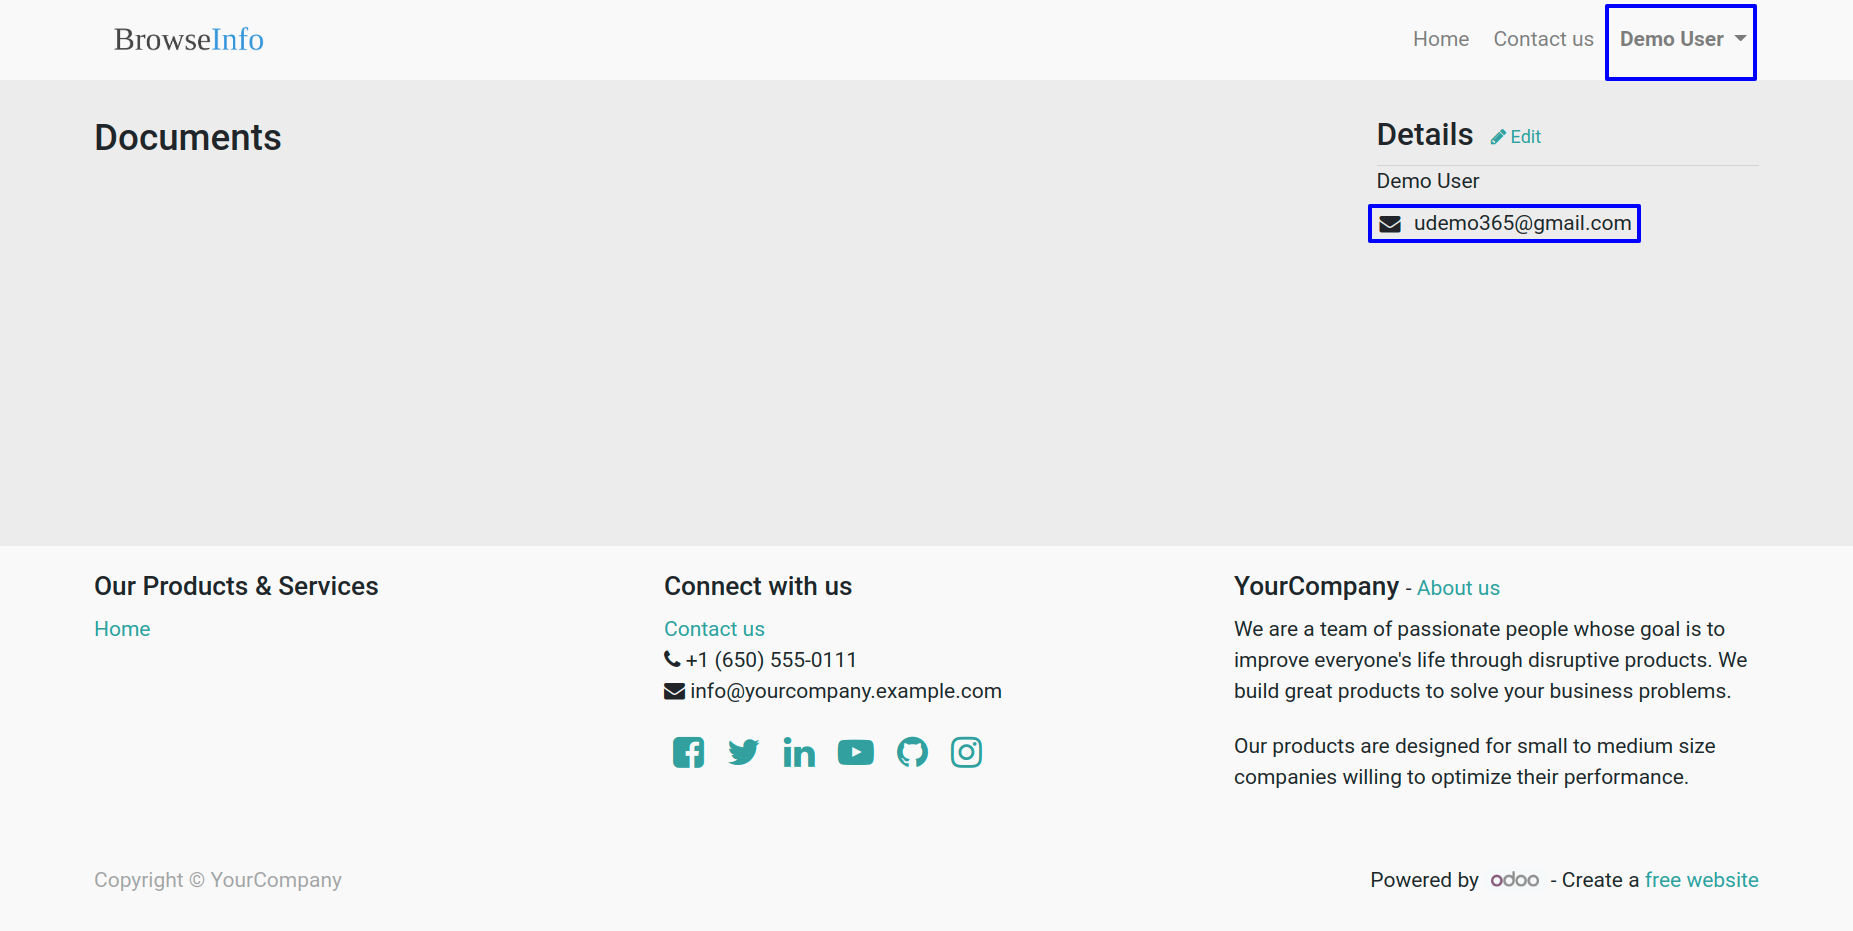 BrowseInfo
Home Contact us Demo User
Documents
Details Edit
Demo User
udemo365@gmail.com
Our Products & Services
Home
Connect with us
Contact us
+1 (650) 555-0111
info@yourcompany.example.com
YourCompany - About us
We are a team of passionate people whose goal is to
improve everyone's life through disruptive products. We
build great products to solve your business problems.
Our products are designed for small to medium size
companies willing to optimize their performance.
Copyright © YourCompany
Powered by odoo - Create a free website